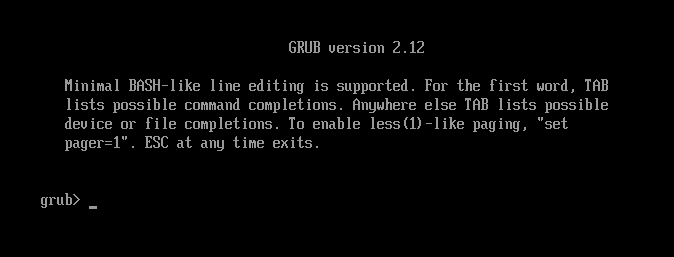 GRUB version 2.12
Minimal BASH-like line editing is supported. For the first word, TAB
lists possible command completions. Anywhere else TAB lists possible
device or file completions. To enable less(1)-like paging, "set
pager=1". ESC at any time exits.
grub> _